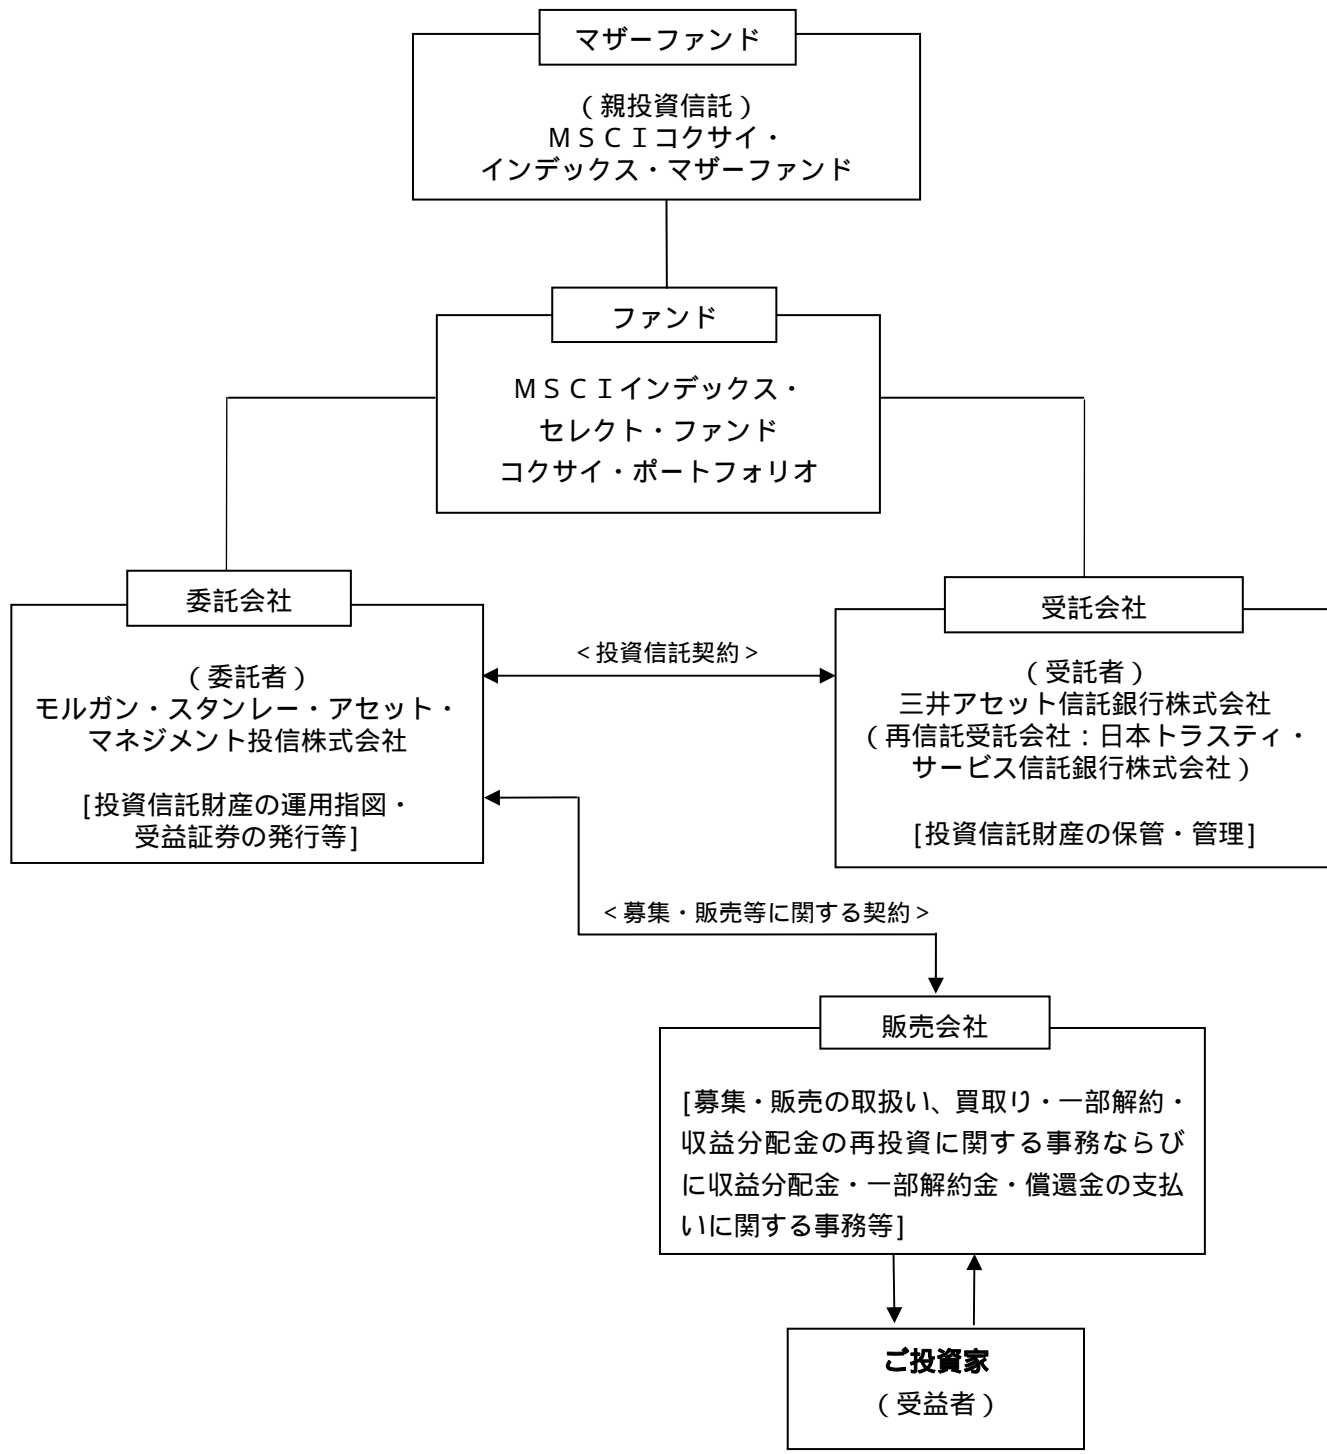 マザーファンド
（親投資信託）
ＭＳＣＩコクサイ・
インデックス・マザーファンド
ファンド
ＭＳＣＩインデックス・
セレクト・ファンド
コクサイ・ポートフォリオ
委託会社
（委託者）
モルガン・スタンレー・アセット・
マネジメント投信株式会社
[投資信託財産の運用指図・
受益証券の発行等]
＜投資信託契約＞
受託会社
（受託者）
三井アセット信託銀行株式会社
（再信託受託会社：日本トラスティ・
サービス信託銀行株式会社）
[投資信託財産の保管・管理]
＜募集・販売等に関する契約＞
販売会社
[募集・販売の取扱い、買取り・一部解約・
収益分配金の再投資に関する事務ならび
に収益分配金・一部解約金・償還金の支払
いに関する事務等]
ご投資家
（受益者）